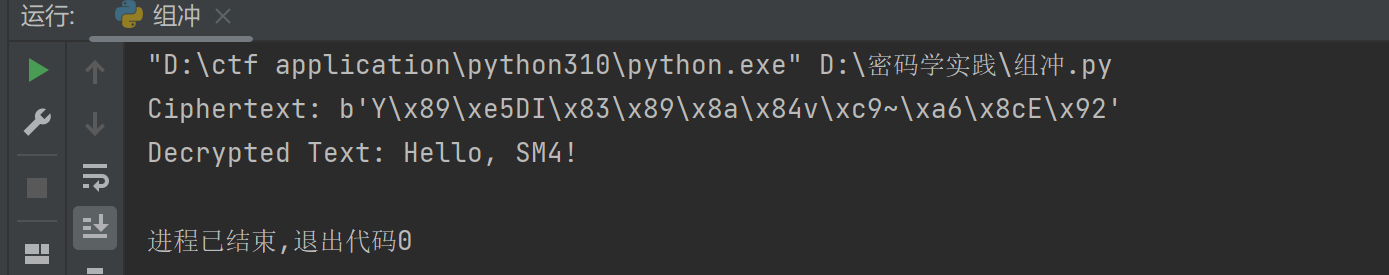 运行: 组冲
"D:\ctf application\python310\python.exe" D:\密码学实践\组冲.py
Ciphertext: b'Y\x89\xe5DI\x83\x89\x8a\x84v\xc9~\xa6\x8cE\x92'
Decrypted Text: Hello, SM4!
进程已结束,退出代码0